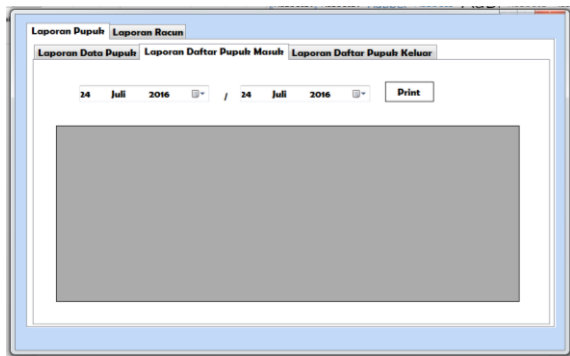 Laporan Pupuk Laporan Racun
Laporan Data Pupuk Laporan Daftar Pupuk Masuk Laporan Daftar Pupuk Keluar
24 Juli 2016 / 24 Juli 2016 Print